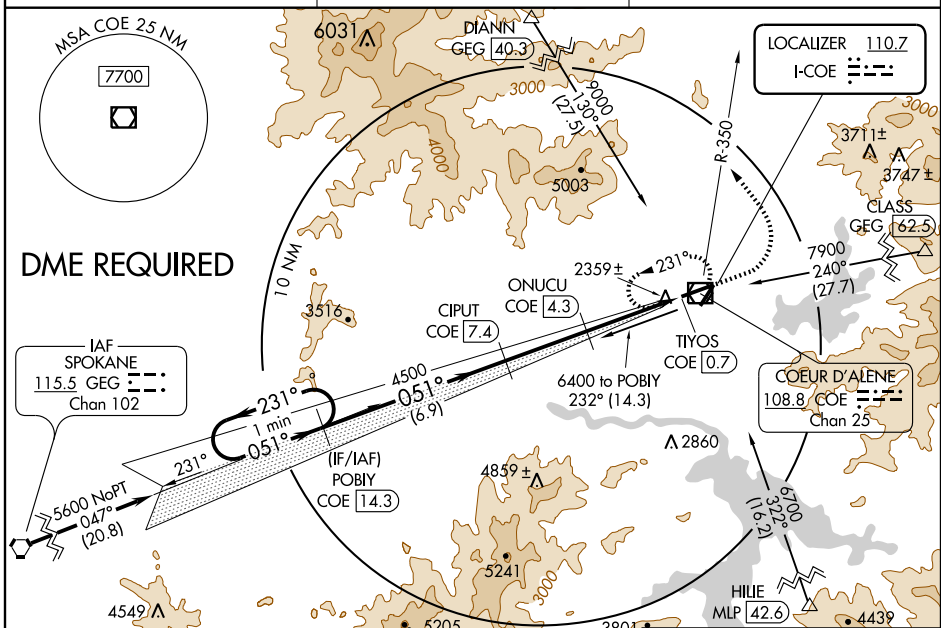 MSA COE 25 NM
7700
6031
DIANN
GEG 40.3
9000
130°
(27.5)
3000
4000
5003
R-350
LOCALIZER 110.7
I-COE
3000
3711±
3747 ±
CLASS
GEG 62.5
7900
240°
(27.7)
DME REQUIRED
10 NM
3516
2359±
231°
ONUCU
COE 4.3
CIPUT
COE 7.4
TIYOS
COE 0.7
IAF
SPOKANE
115.5 GEG
Chan 102
4500
051°
(6.9)
6400 to POBIY
232° (14.3)
COEUR D'ALENE
108.8 COE
Chan 25
231°
1 min
051°
231°
(IF/IAF)
POBIY
COE 14.3
5600 NoPT
047°
(20.8)
2860
4859 ±
6700
322°
(16.2)
5241
3000
HILIE
MLP 42.6
4549
5205
3801
4439